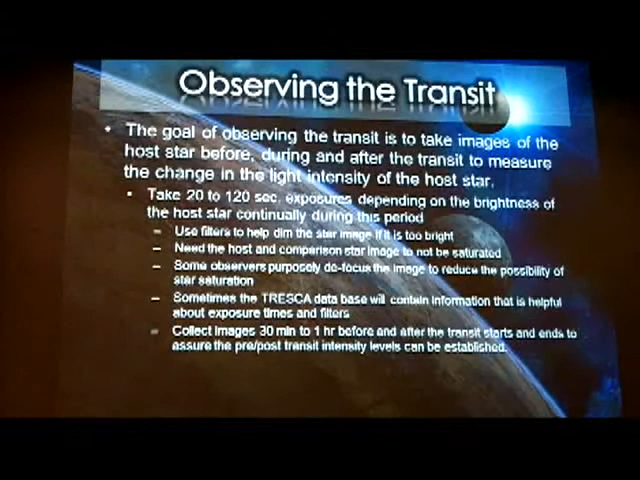 Observing the Transit
• The goal of observing the transit is to take images of the
host star before, during and after the transit to measure
the change in the light intensity of the host star.
• Take 20 to 120 sec. exposures depending on the brightness of
the host star continually during this period
– Use filters to help dim the star image if it is too bright
– Need the host and comparison star image to not be saturated
– Some observers purposely de-focus the image to reduce the possibility of
star saturation
– Sometimes the TRESCA data base will contain information that is helpful
about exposure times and filters
– Collect images 30 min to 1 hr before and after the transit starts and ends to
assure the pre/post transit intensity levels can be established.